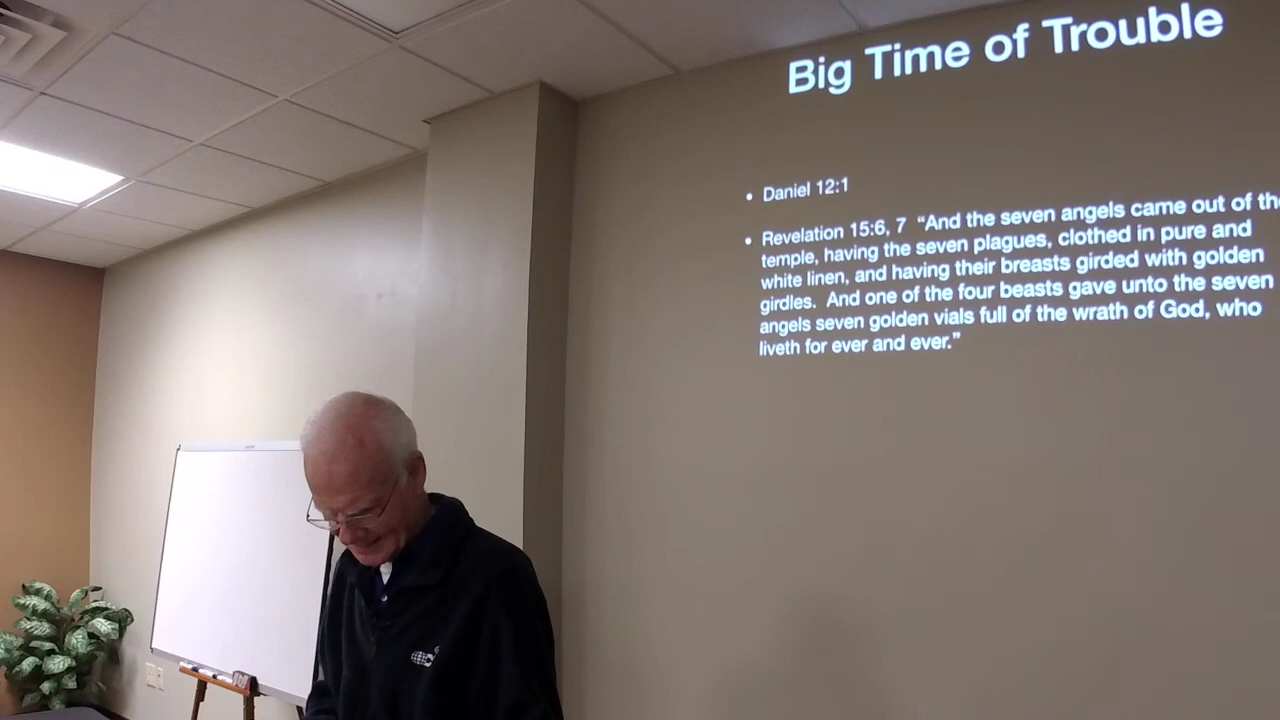 Big Time of Trouble
• Daniel 12:1
• Revelation 15:6, 7 “And the seven angels came out of the
temple, having the seven plagues, clothed in pure and
white linen, and having their breasts girded with golden
girdles. And one of the four beasts gave unto the seven
angels seven golden vials full of the wrath of God, who
liveth for ever and ever.”